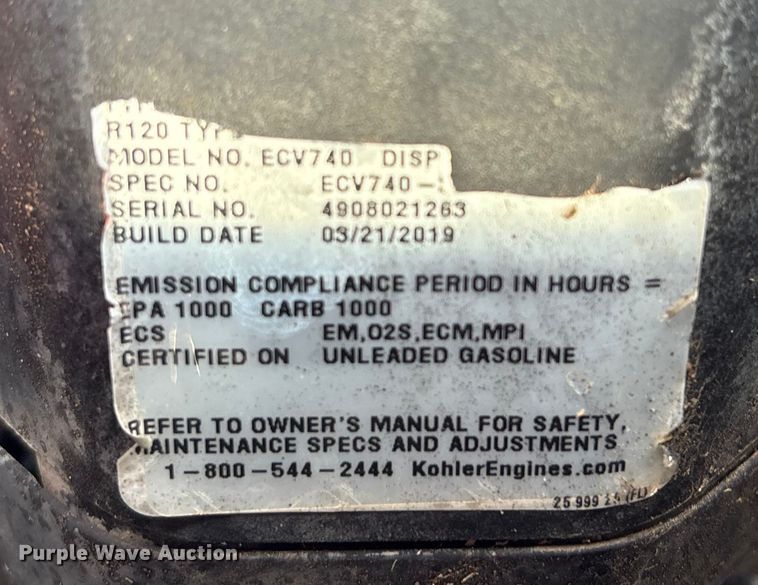 R120 TYP
MODEL NO. ECV740 DISP
SPEC NO. ECV740-
SERIAL NO. 4908021263
BUILD DATE 03/21/2019
EMISSION COMPLIANCE PERIOD IN HOURS =
EPA 1000 CARB 1000
ECS EM,O2S,ECM,MPI
CERTIFIED ON UNLEADED GASOLINE
REFER TO OWNER'S MANUAL FOR SAFETY,
MAINTENANCE SPECS AND ADJUSTMENTS
1-800-544-2444 KohlerEngines.com
25 999
Purple Wave Auction